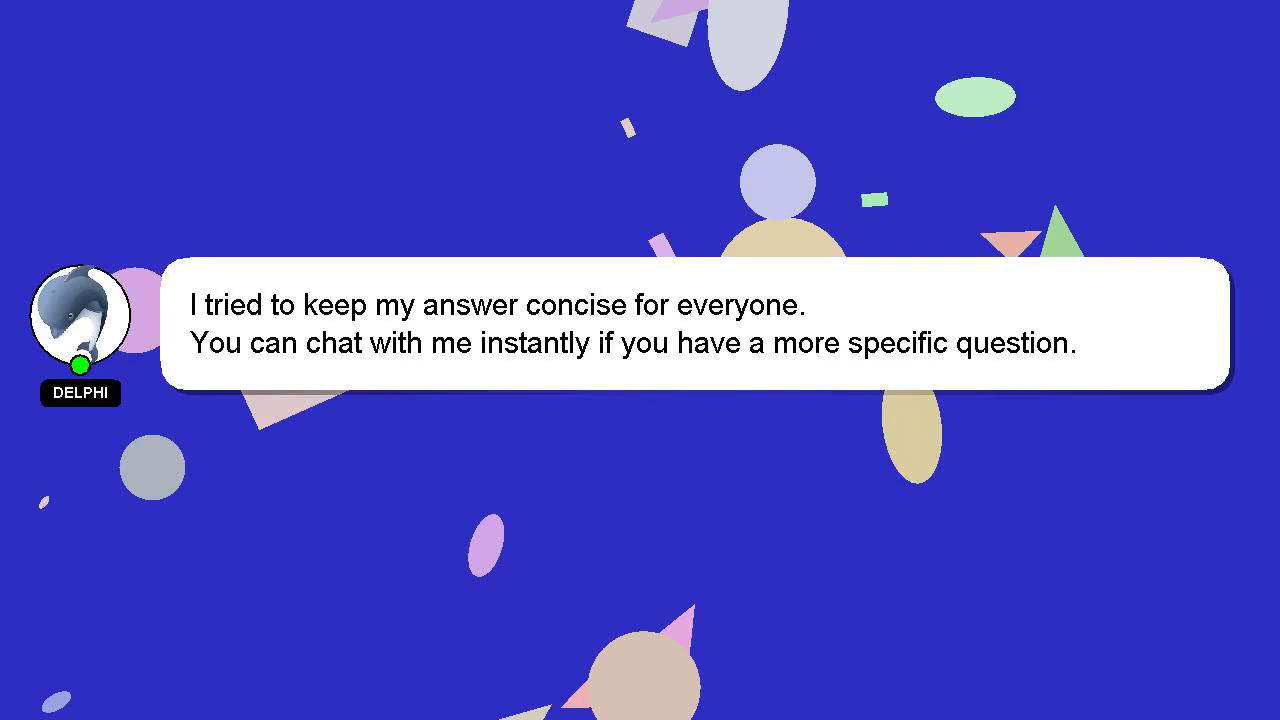 I tried to keep my answer concise for everyone.
You can chat with me instantly if you have a more specific question.
DELPHI